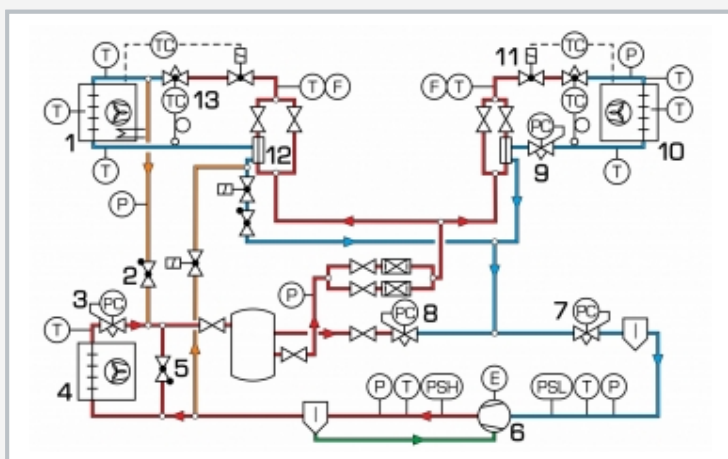 TC 11 TC P
T T
13 T F F T
T TC TC T
1 12 PC 10
T 9 T
P
2
3 PC P 8 7
T PC PC I
4 5
P T PSH E PSL T P
I 6